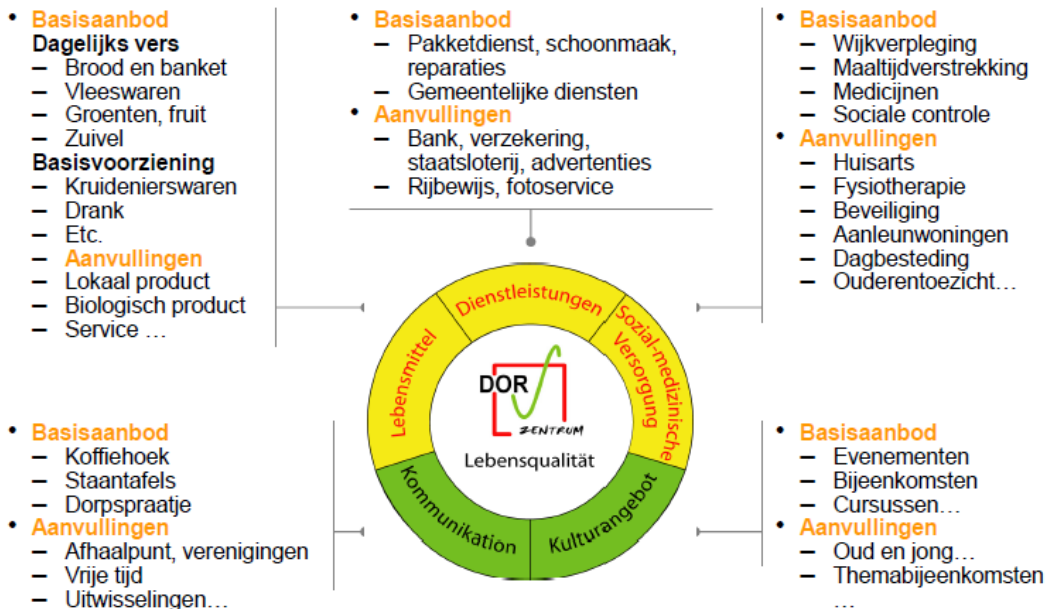 • Basisaanbod
Dagelijks vers
– Brood en banket
– Vleeswaren
– Groenten, fruit
– Zuivel
Basisvoorziening
– Kruidenierswaren
– Drank
– Etc.
– Aanvullingen
– Lokaal product
– Biologisch product
– Service …
• Basisaanbod
– Pakketdienst, schoonmaak,
reparaties
– Gemeentelijke diensten
• Aanvullingen
– Bank, verzekering,
staatsloterij, advertenties
– Rijbewijs, fotoservice
• Basisaanbod
– Wijkverpleging
– Maaltijdverstrekking
– Medicijnen
– Sociale controle
• Aanvullingen
– Huisarts
– Fysiotherapie
– Beveiliging
– Aanleunwoningen
– Dagbesteding
– Ouderentoezicht…
Lebensmittel
Dienstleistungen
Sozial-medizinische
Versorgung
DORV
ZENTRUM
Lebensqualität
Kommunikation
Kulturangebot
• Basisaanbod
– Koffiehoek
– Staantafels
– Dorpspraatje
• Aanvullingen
– Afhaalpunt, verenigingen
– Vrije tijd
– Uitwisselingen…
• Basisaanbod
– Evenementen
– Bijeenkomsten
– Cursussen…
• Aanvullingen
– Oud en jong…
– Themabijeenkomsten
…